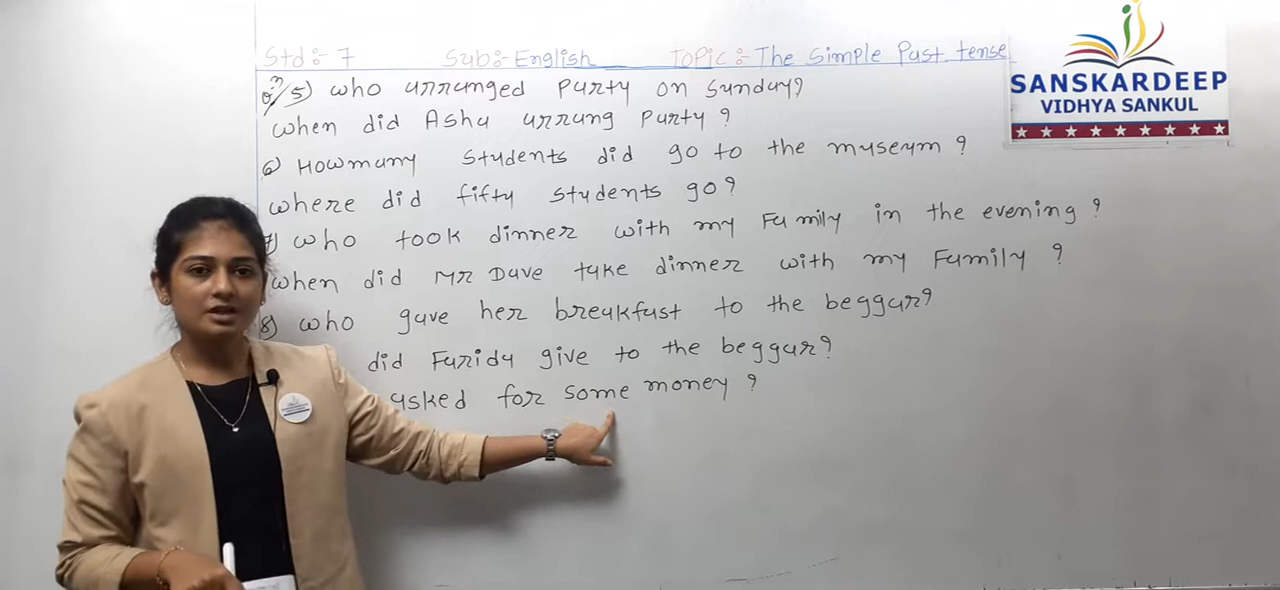 Std:- 7 Sub:- English Topic:- The Simple Past tense
Q/3 5) who arranged party on sunday?
when did Asha arrang party?
6) Howmany students did go to the museym?
where did fifty students go?
7) who took dinner with my Family in the evening?
when did Mr Dave take dinner with my Family?
8) who gave her breakfast to the beggar?
did Farida give to the beggar?
asked for some money?
SANSKARDEEP
VIDHYA SANKUL